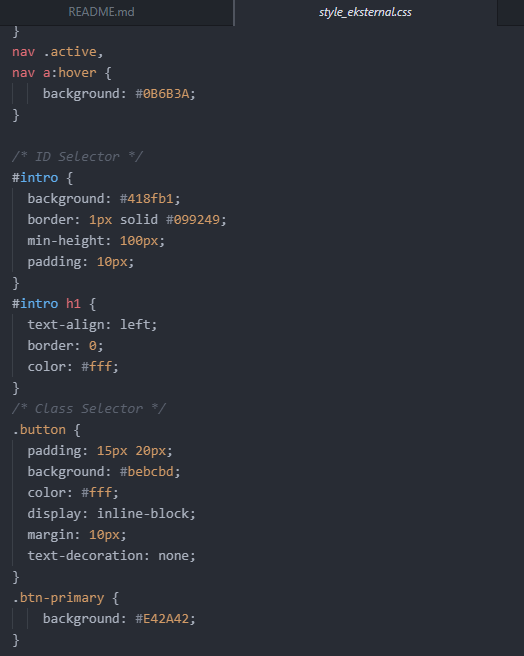 README.md
style_eksternal.css
}
nav .active,
nav a:hover {
    background: #0B6B3A;
}

/* ID Selector */
#intro {
  background: #418fb1;
  border: 1px solid #099249;
  min-height: 100px;
  padding: 10px;
}
#intro h1 {
  text-align: left;
  border: 0;
  color: #fff;
}
/* Class Selector */
.button {
  padding: 15px 20px;
  background: #bebcbd;
  color: #fff;
  display: inline-block;
  margin: 10px;
  text-decoration: none;
}
.btn-primary {
    background: #E42A42;
}